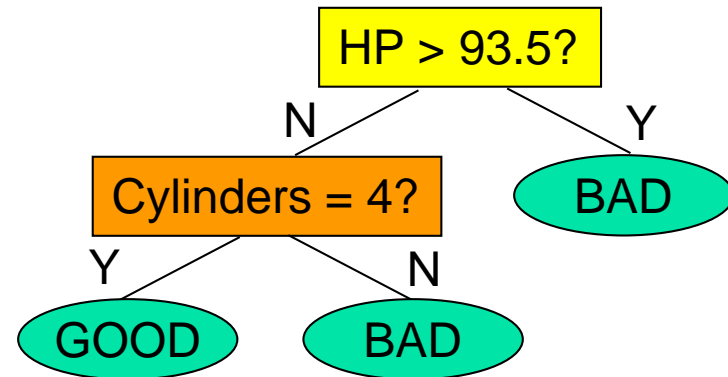 HP > 93.5?
N
Y
Cylinders = 4?
BAD
Y
N
GOOD
BAD